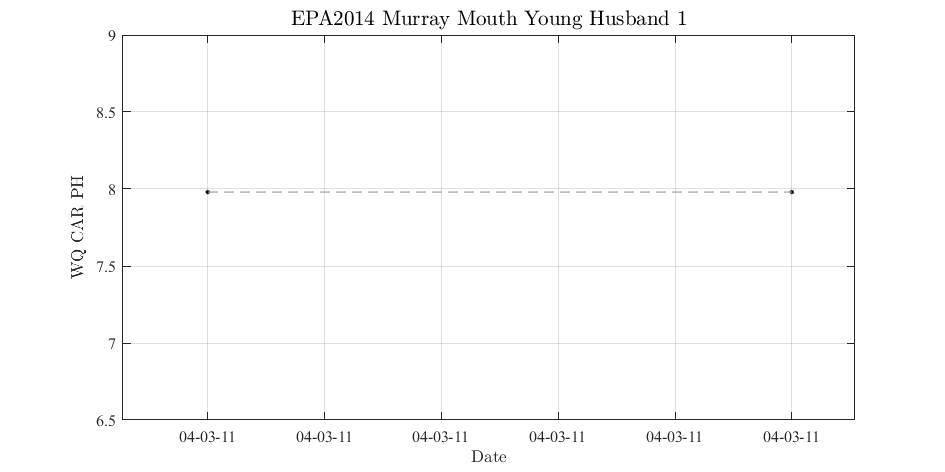 EPA2014 Murray Mouth Young Husband 1
WQ CAR PH
9
8.5
8
7.5
7
6.5
04-03-11 04-03-11 04-03-11 04-03-11 04-03-11 04-03-11
Date